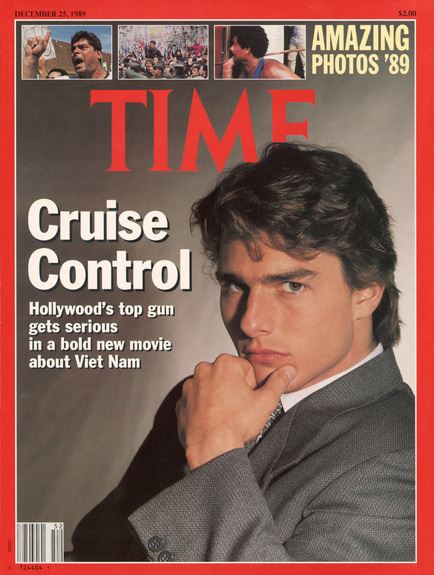 DECEMBER 25, 1989
$2.00
AMAZING
PHOTOS '89
TIME
Cruise
Control
Hollywood's top gun
gets serious
in a bold new movie
about Viet Nam
52
724404 1